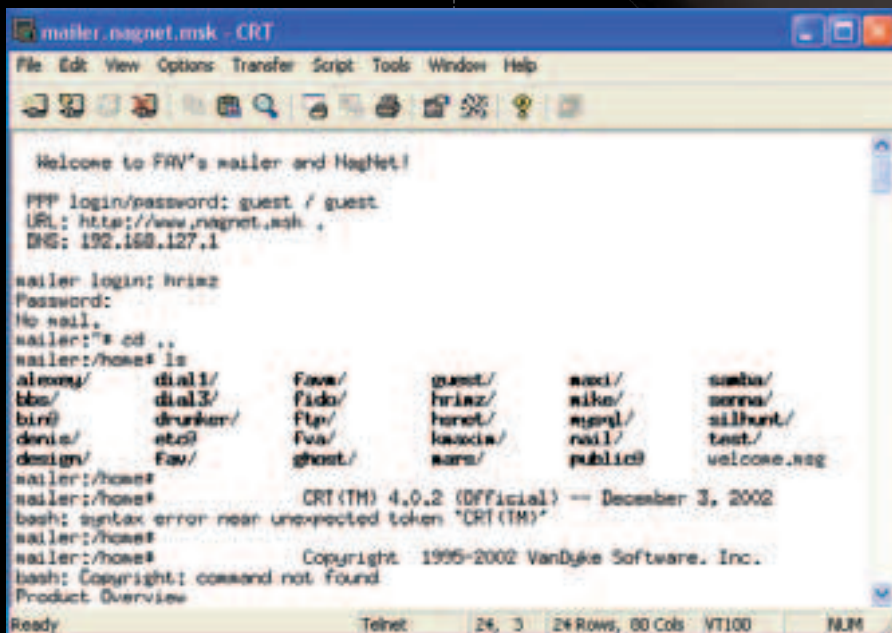 mailer.nagnet.msk - CRT
File Edit View Options Transfer Script Tools Window Help
Welcome to FAV's mailer and NagNet!
PPP login/password: guest / guest
URL: http://www.nagnet.msk .
DNS: 192.168.127.1
mailer login: hrimz
Password:
No mail.
mailer:~# cd ..
mailer:/home# ls
alexey/ dial1/ favm/ guest/ maxi/ samba/
bbs/ dial3/ fido/ hrimz/ mike/ senna/
bin@ drunker/ ftp/ hsnet/ mysql/ silhunt/
denis/ etc@ fva/ kmaxim/ nail/ test/
design/ fav/ ghost/ mars/ public@ welcome.msg
mailer:/home#
mailer:/home# CRT(TM) 4.0.2 (Official) -- December 3, 2002
bash: syntax error near unexpected token `CRT(TM)'
mailer:/home#
mailer:/home# Copyright 1995-2002 VanDyke Software, Inc.
bash: Copyright: command not found
Product Overview
Ready Telnet 24, 3 24 Rows, 80 Cols VT100 NUM